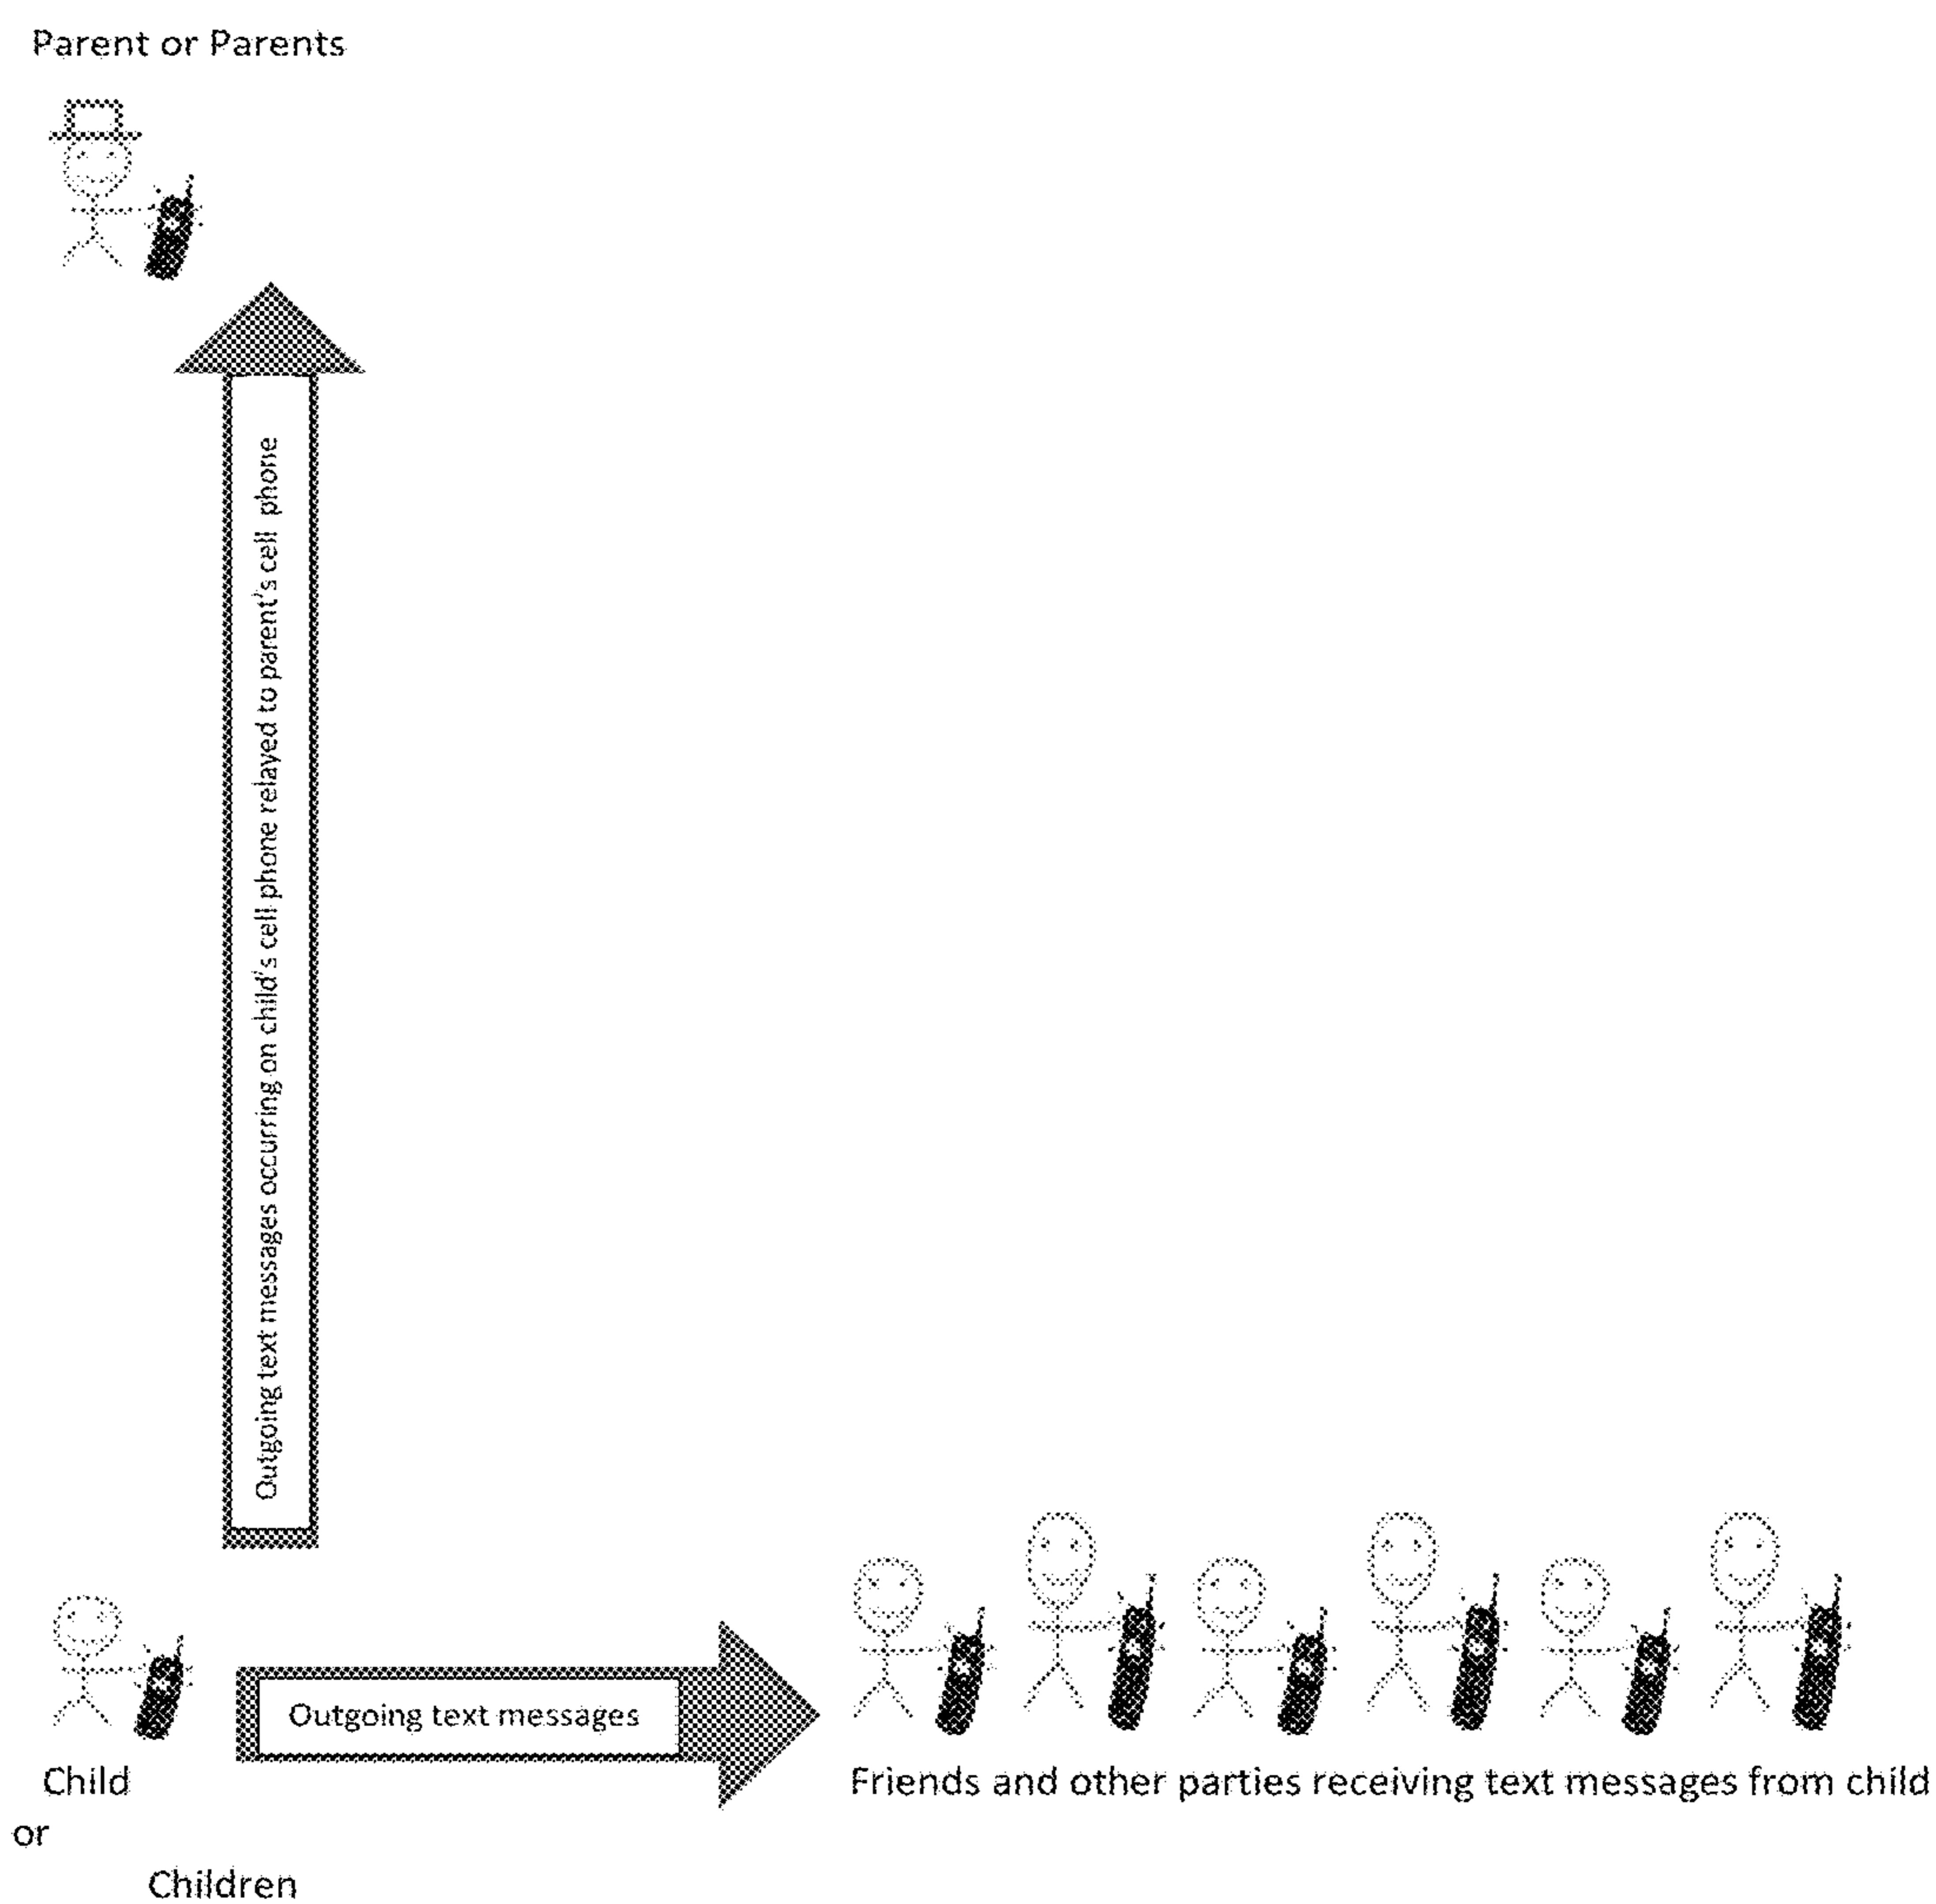 Parent or Parents
Outgoing text messages occurring on child's cell phone relayed to parent's cell phone
Outgoing text messages
Child
or
Children
Friends and other parties receiving text messages from child